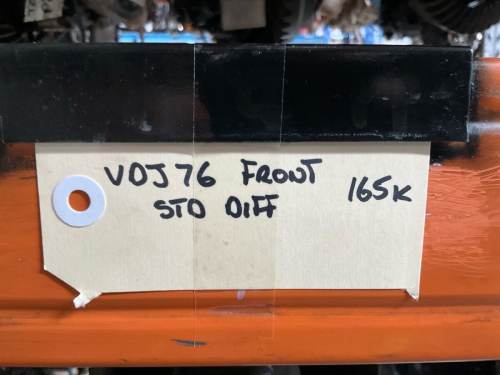 VDJ76 FRONT 165K
STD DIFF